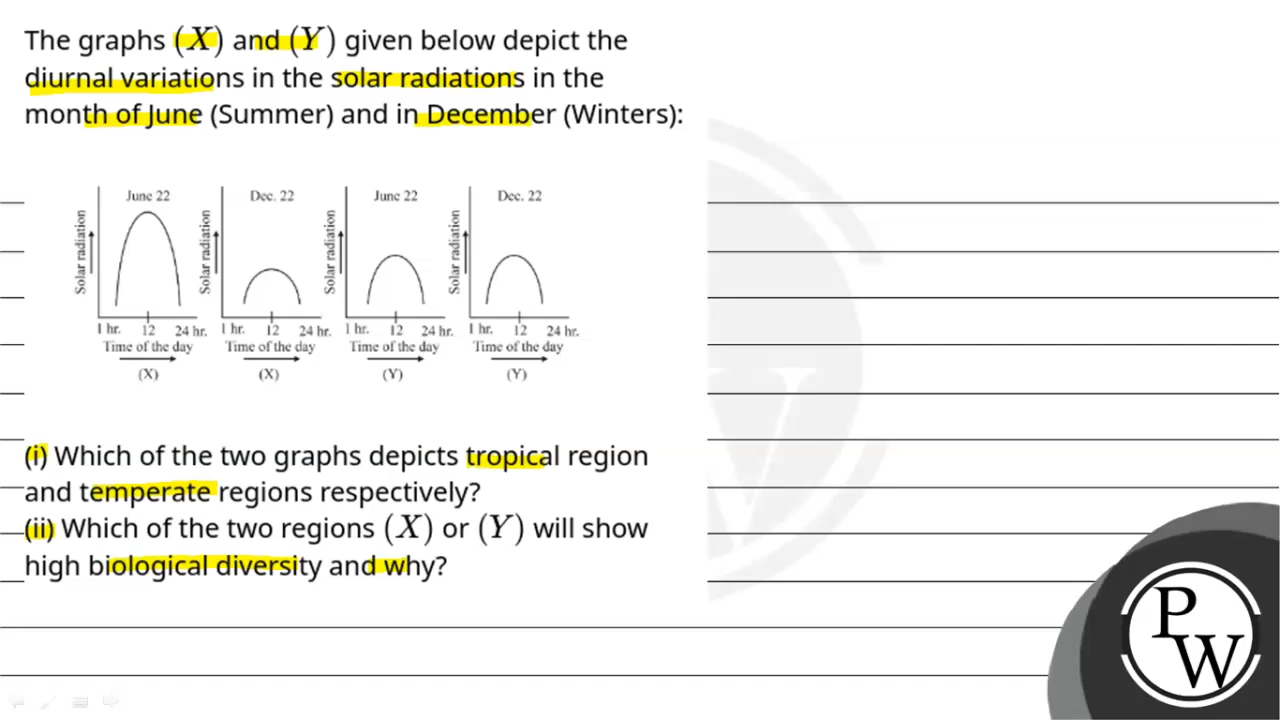 The graphs (X) and (Y) given below depict the
diurnal variations in the solar radiations in the
month of June (Summer) and in December (Winters):
June 22 Dec. 22 June 22 Dec. 22
Solar radiation Solar radiation Solar radiation Solar radiation
1 hr. 12 24 hr. 1 hr. 12 24 hr. 1 hr. 12 24 hr. 1 hr. 12 24 hr.
Time of the day Time of the day Time of the day Time of the day
(X) (X) (Y) (Y)
(i) Which of the two graphs depicts tropical region
and temperate regions respectively?
(ii) Which of the two regions (X) or (Y) will show
high biological diversity and why?
P
W